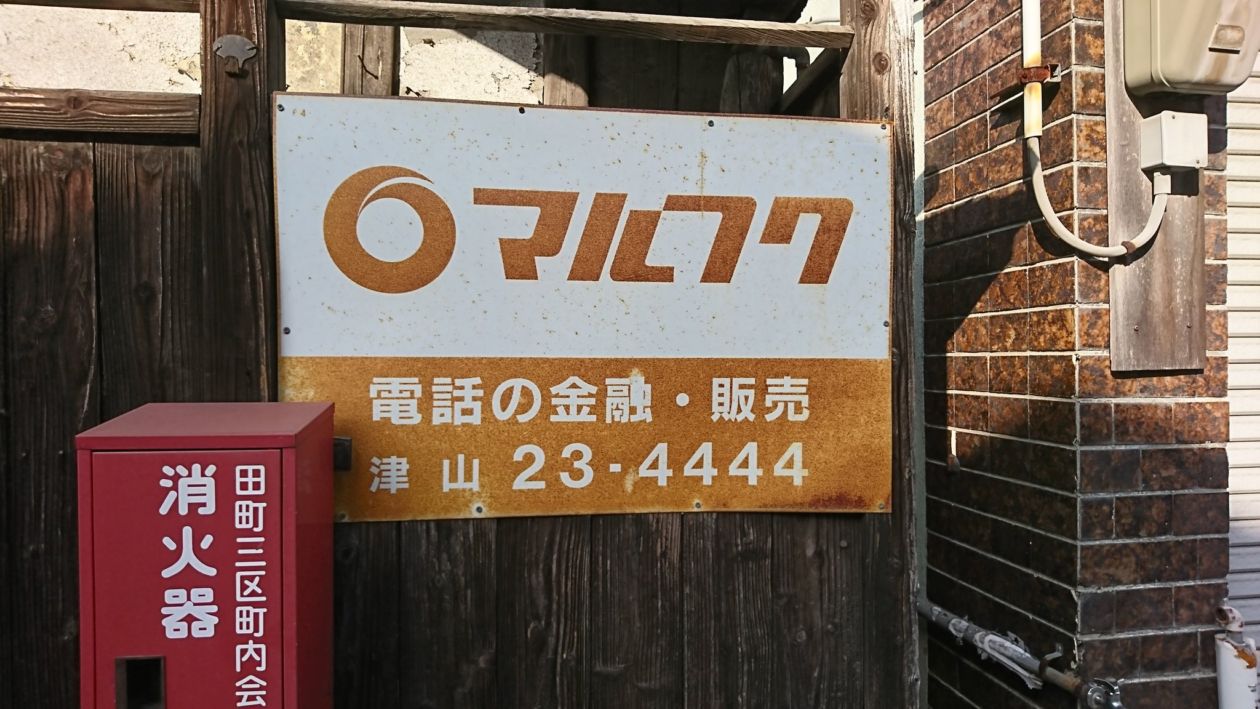 マルフク
電話の金融・販売
津山 23-4444
田町三区町内会
消火器